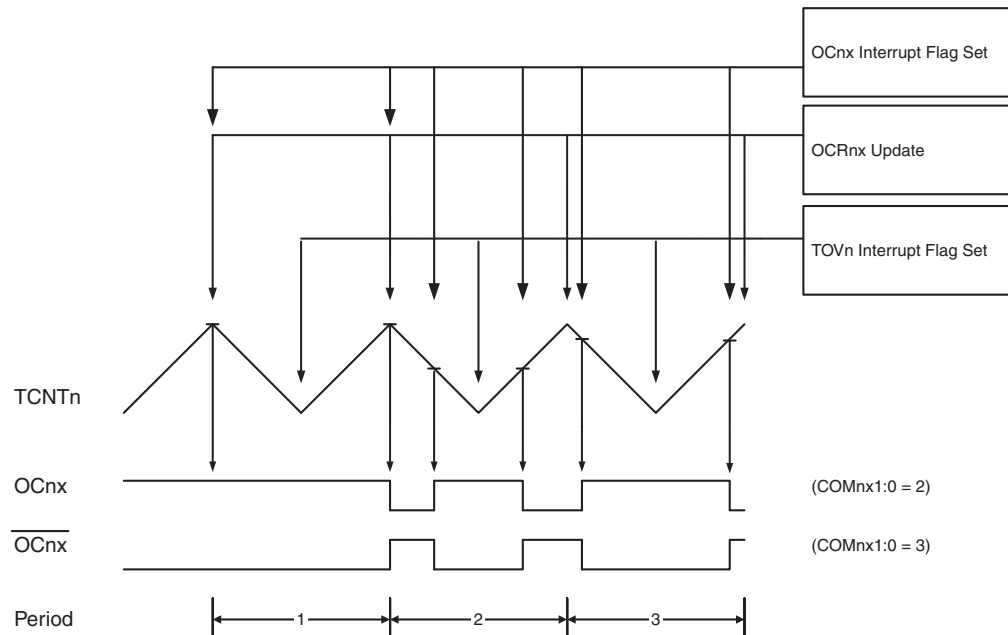 OCnx Interrupt Flag Set
OCRnx Update
TOVn Interrupt Flag Set
TCNTn
OCnx
(COMnx1:0 = 2)
OCnx
(COMnx1:0 = 3)
Period
1
2
3